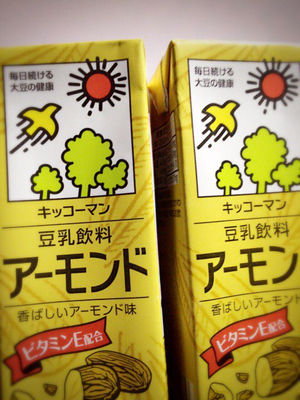 毎日続ける
大豆の健康
キッコーマン
豆乳飲料
アーモンド
香ばしいアーモンド味
ビタミンE配合
毎日続ける
大豆の健康
キッコーマン
豆乳飲料
アーモン
香ばしいアーモンド
ビタミンE配合